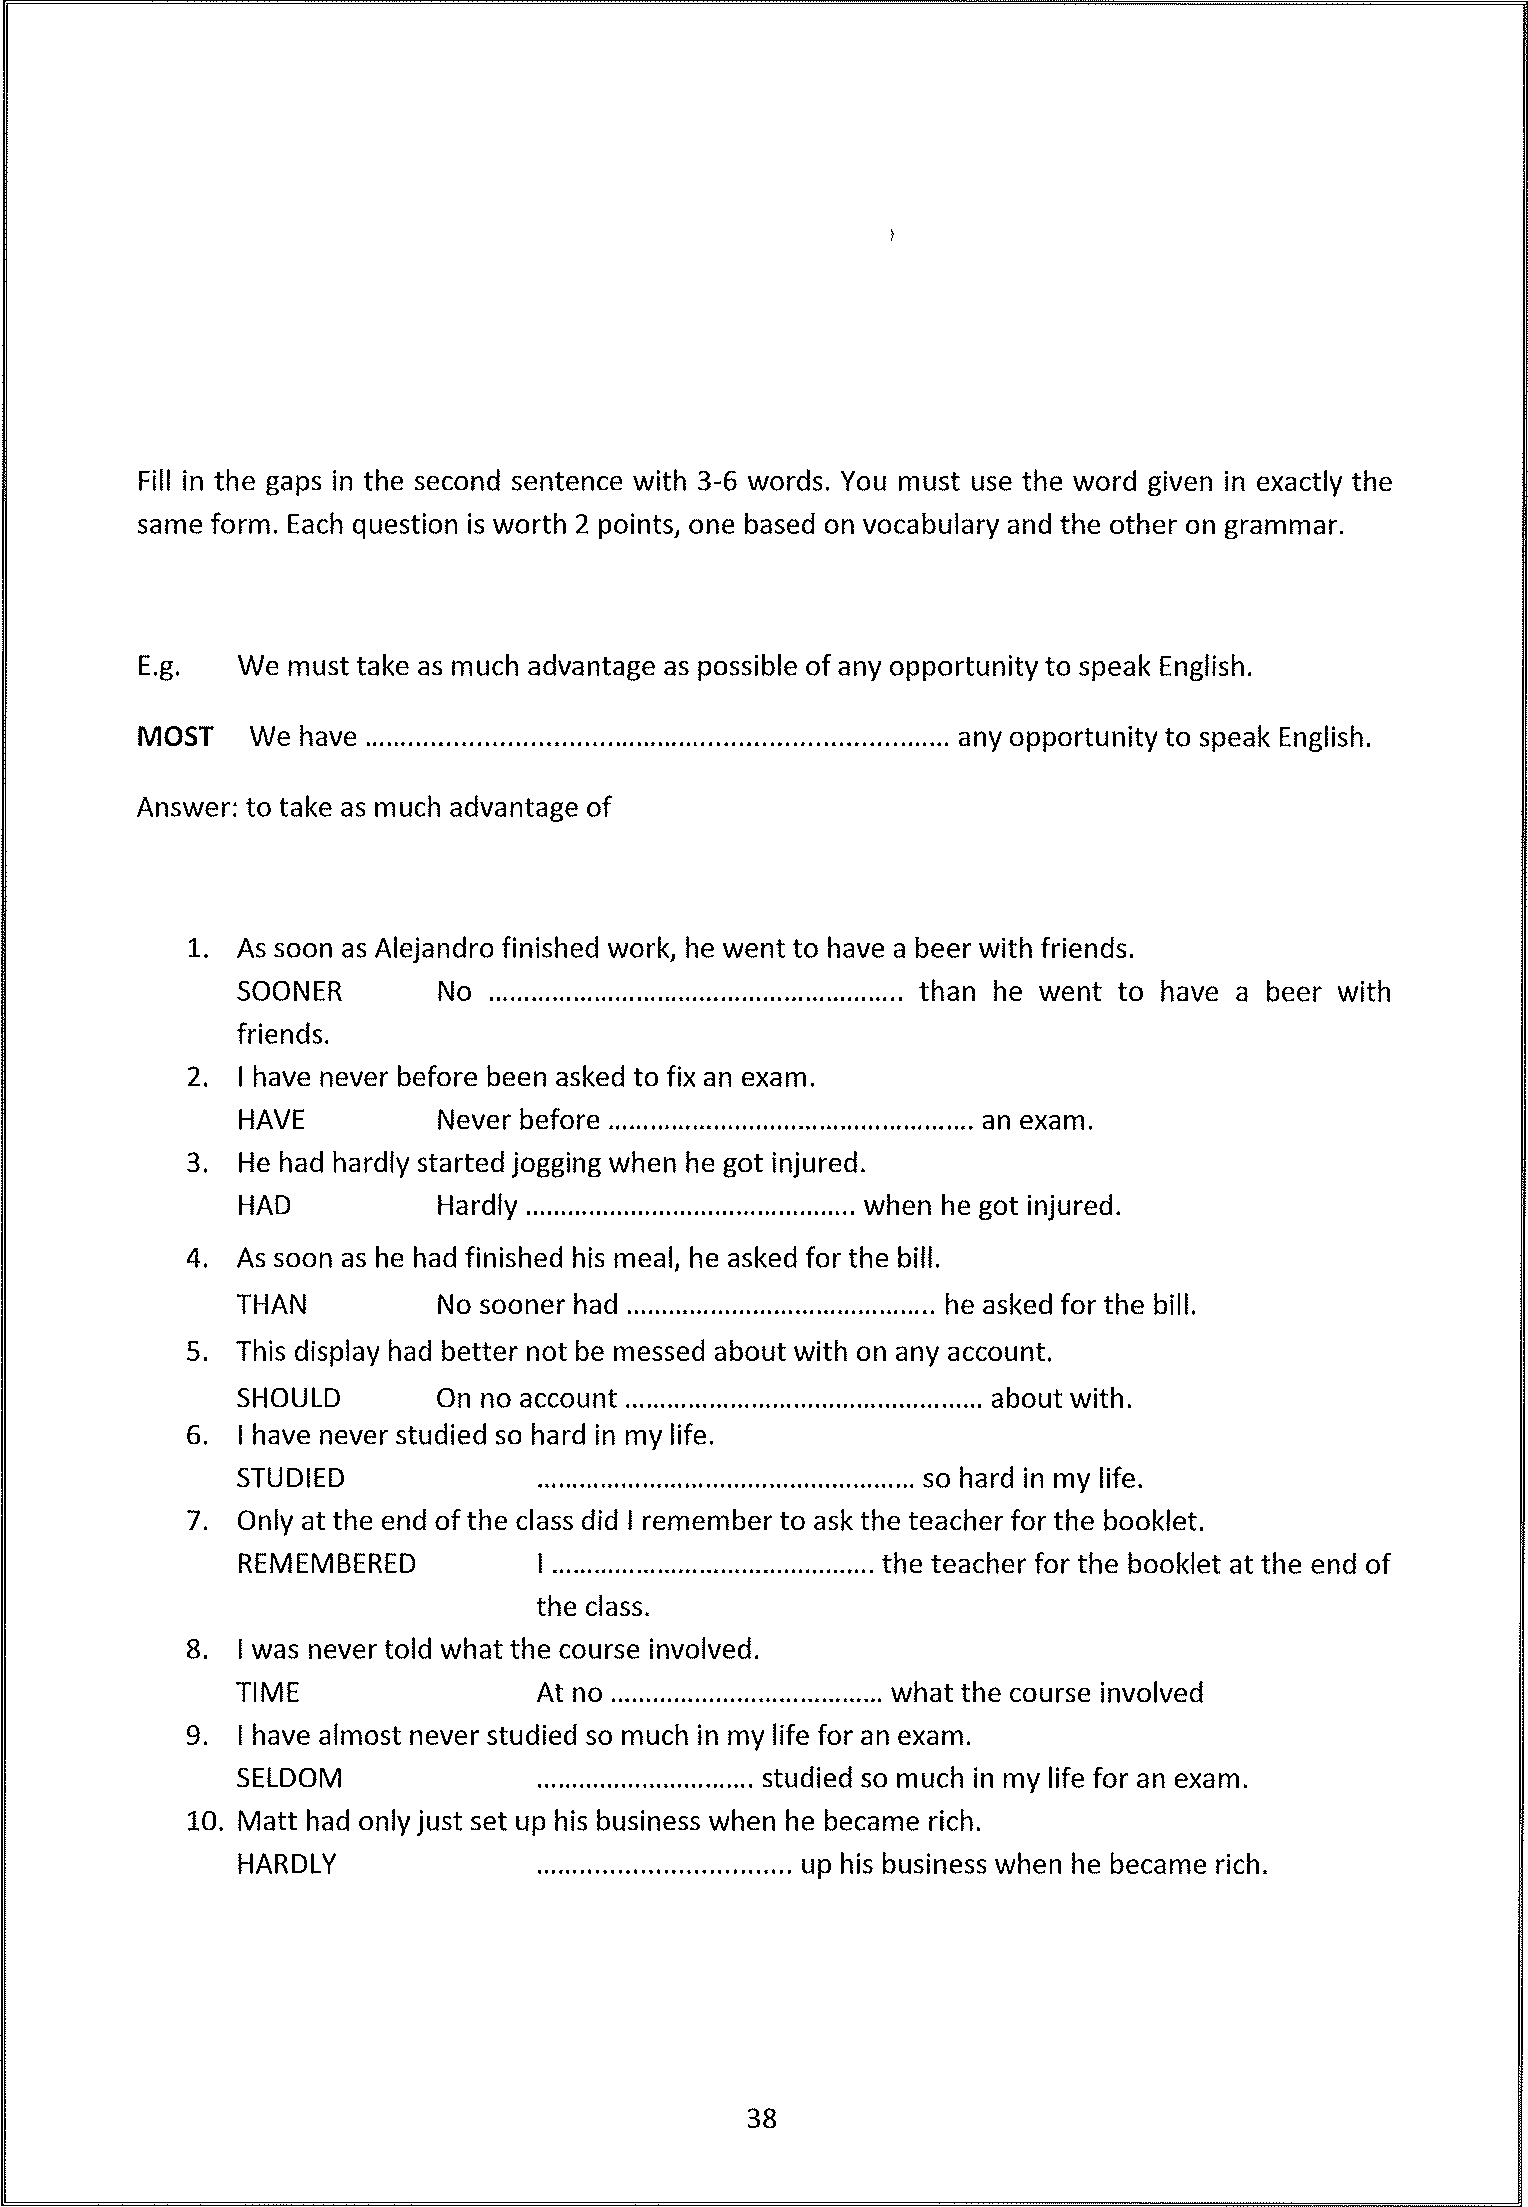 Fill in the gaps in the second sentence with 3-6 words. You must use the word given in exactly the
same form. Each question is worth 2 points, one based on vocabulary and the other on grammar.
E.g. We must take as much advantage as possible of any opportunity to speak English.
MOST We have .................................................................................. any opportunity to speak English.
Answer: to take as much advantage of
1. As soon as Alejandro finished work, he went to have a beer with friends.
SOONER No .......................................................... than he went to have a beer with
friends.
2. I have never before been asked to fix an exam.
HAVE Never before ................................................... an exam.
3. He had hardly started jogging when he got injured.
HAD Hardly .............................................. when he got injured.
4. As soon as he had finished his meal, he asked for the bill.
THAN No sooner had ........................................... he asked for the bill.
5. This display had better not be messed about with on any account.
SHOULD On no account .................................................. about with.
6. I have never studied so hard in my life.
STUDIED ..................................................... so hard in my life.
7. Only at the end of the class did I remember to ask the teacher for the booklet.
REMEMBERED I ............................................. the teacher for the booklet at the end of
the class.
8. I was never told what the course involved.
TIME At no ...................................... what the course involved
9. I have almost never studied so much in my life for an exam.
SELDOM .............................. studied so much in my life for an exam.
10. Matt had only just set up his business when he became rich.
HARDLY .................................... up his business when he became rich.
38